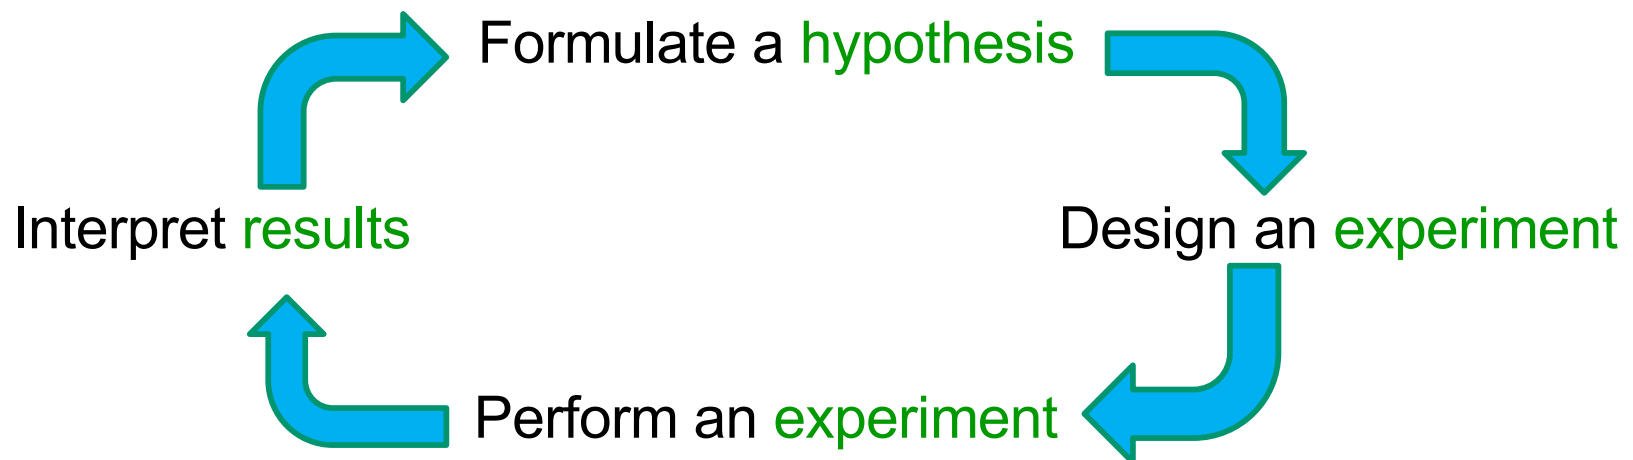 Formulate a hypothesis
Interpret results
Design an experiment
Perform an experiment